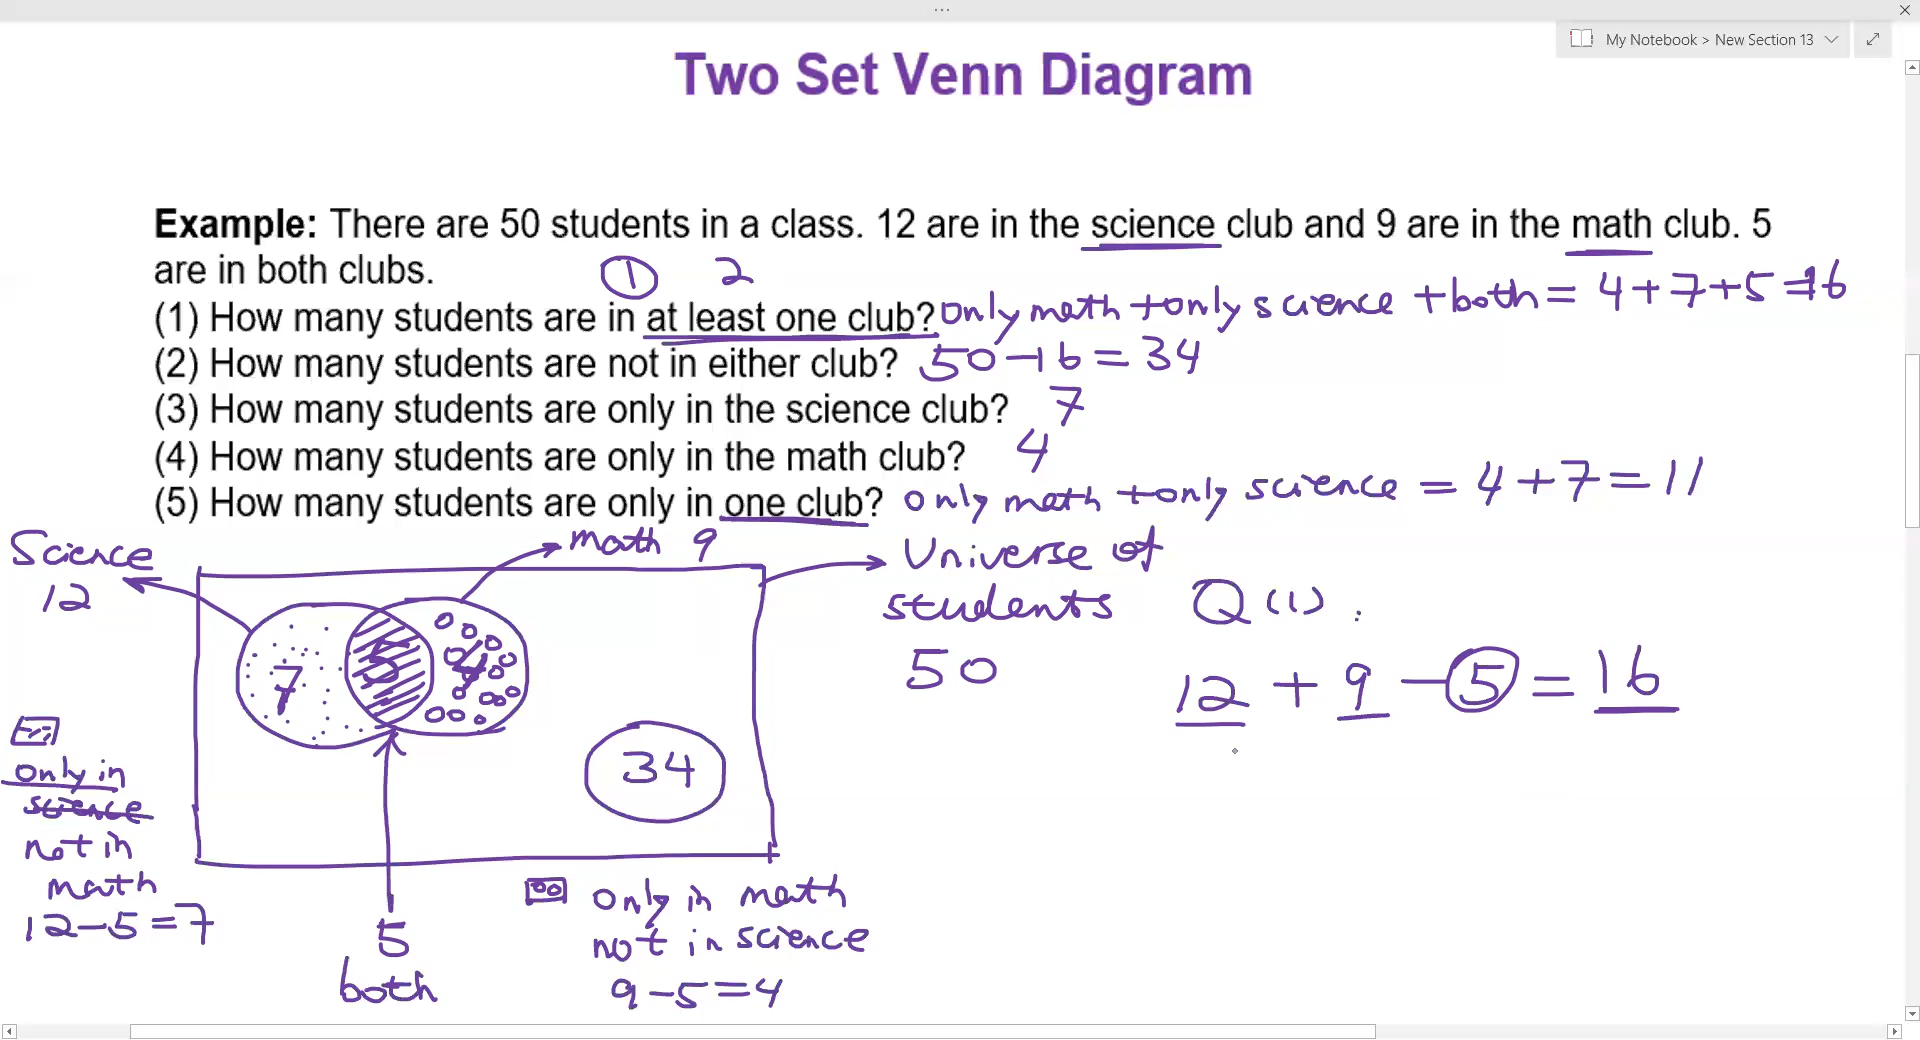 ...
My Notebook > New Section 13
Two Set Venn Diagram
Example: There are 50 students in a class. 12 are in the science club and 9 are in the math club. 5
are in both clubs.
1 2
(1) How many students are in at least one club? only math + only science + both = 4 + 7 + 5 = 16
(2) How many students are not in either club? 50 - 16 = 34
(3) How many students are only in the science club? 7
(4) How many students are only in the math club? 4
(5) How many students are only in one club? only math + only science = 4 + 7 = 11
Science
12
math 9
Universe of
students
50
7
5
4
34
only in
science
not in
math
12 - 5 = 7
5
both
only in math
not in science
9 - 5 = 4
Q (1).
12 + 9 - 5 = 16